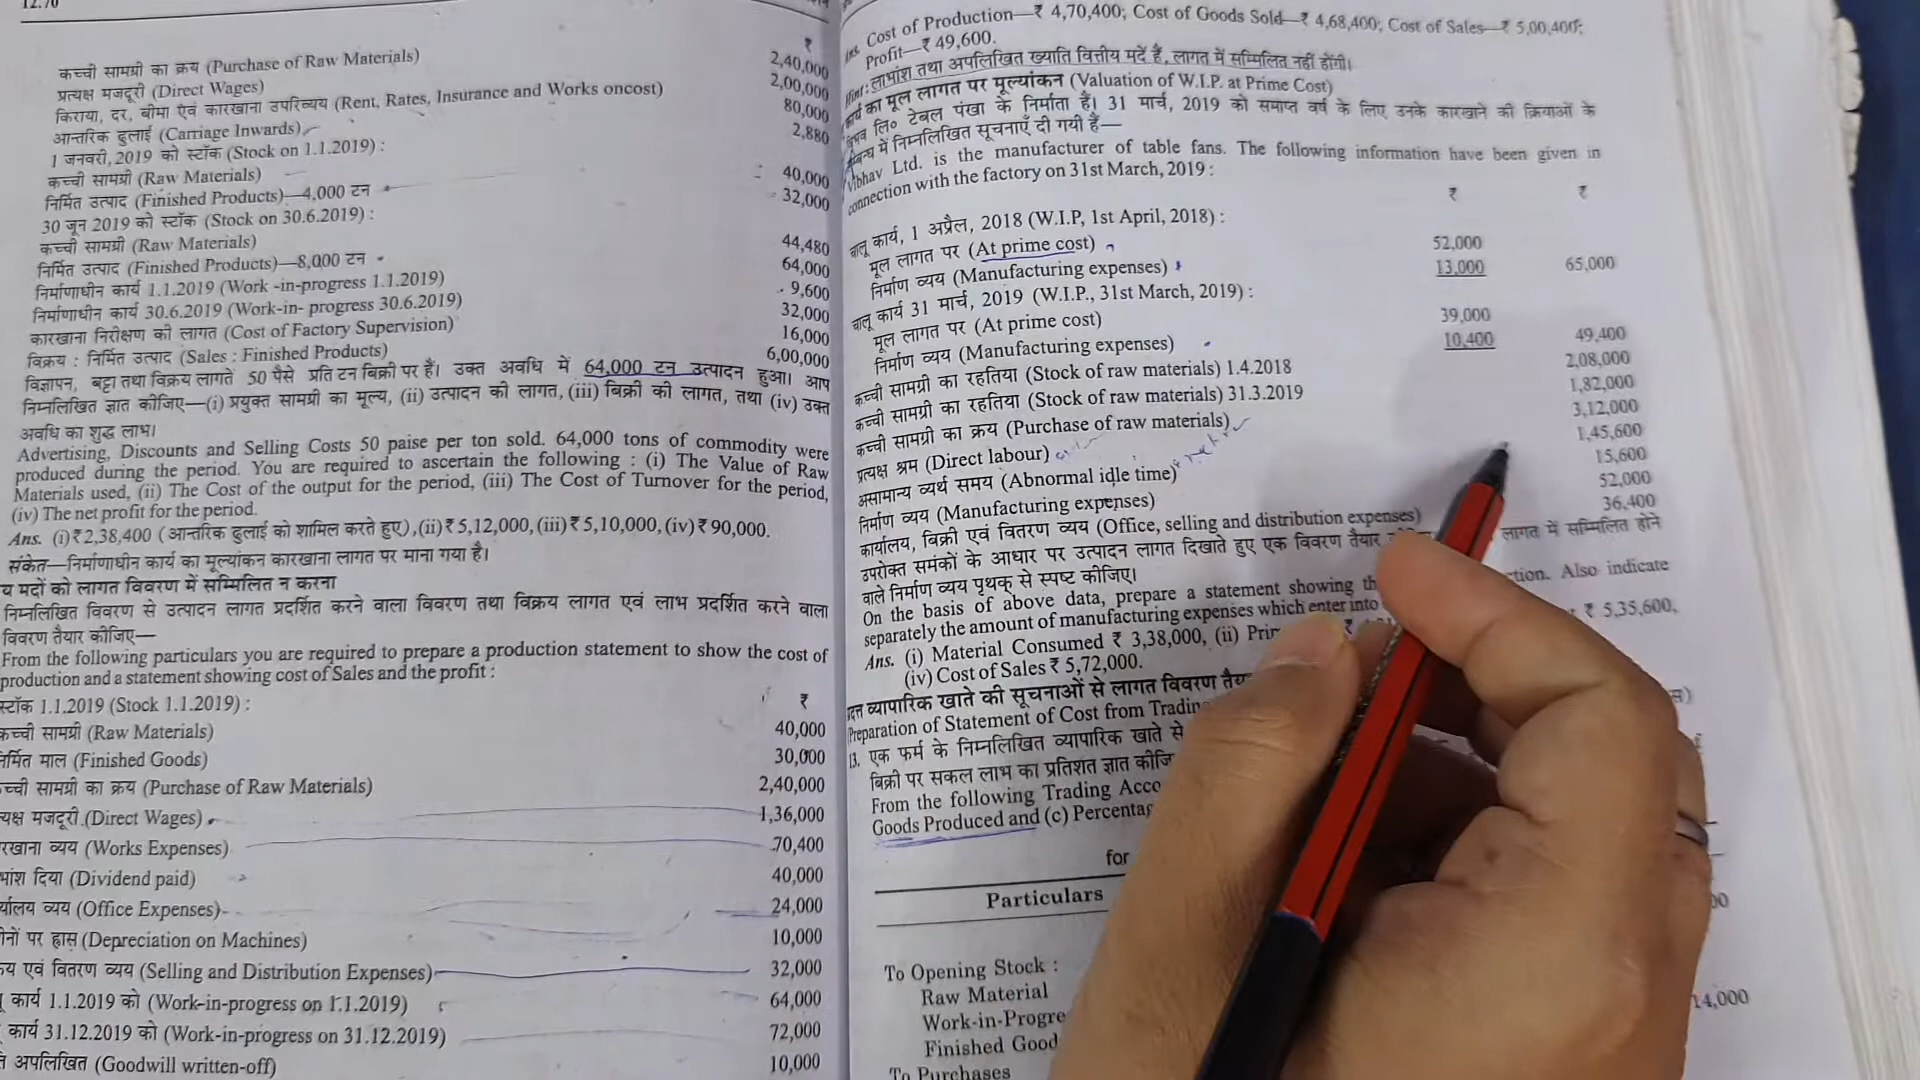 12.70
₹
कच्ची सामग्री का क्रय (Purchase of Raw Materials) 2,40,000
प्रत्यक्ष मजदूरी (Direct Wages) 2,00,000
किराया, दर, बीमा एवं कारखाना उपरिव्यय (Rent, Rates, Insurance and Works oncost) 80,000
आन्तरिक ढुलाई (Carriage Inwards) 2,880
1 जनवरी, 2019 को स्टॉक (Stock on 1.1.2019) :
कच्ची सामग्री (Raw Materials) 40,000
निर्मित उत्पाद (Finished Products)—4,000 टन 32,000
30 जून 2019 को स्टॉक (Stock on 30.6.2019) :
कच्ची सामग्री (Raw Materials) 44,480
निर्मित उत्पाद (Finished Products)—8,000 टन 64,000
निर्माणाधीन कार्य 1.1.2019 (Work -in-progress 1.1.2019) 9,600
निर्माणाधीन कार्य 30.6.2019 (Work-in- progress 30.6.2019) 32,000
कारखाना निरीक्षण की लागत (Cost of Factory Supervision) 16,000
विक्रय : निर्मित उत्पाद (Sales : Finished Products) 6,00,000
विज्ञापन, बट्टा तथा विक्रय लागतें 50 पैसे प्रति टन बिक्री पर हैं। उक्त अवधि में 64,000 टन उत्पादन हुआ। आप
निम्नलिखित ज्ञात कीजिए—(i) प्रयुक्त सामग्री का मूल्य, (ii) उत्पादन की लागत, (iii) बिक्री की लागत, तथा (iv) उक्त
अवधि का शुद्ध लाभ।
Advertising, Discounts and Selling Costs 50 paise per ton sold. 64,000 tons of commodity were
produced during the period. You are required to ascertain the following : (i) The Value of Raw
Materials used, (ii) The Cost of the output for the period, (iii) The Cost of Turnover for the period,
(iv) The net profit for the period.
Ans. (i) ₹ 2,38,400 (आन्तरिक ढुलाई को शामिल करते हुए), (ii) ₹ 5,12,000, (iii) ₹ 5,10,000, (iv) ₹ 90,000.
संकेत—निर्माणाधीन कार्य का मूल्यांकन कारखाना लागत पर माना गया है।
य मदों को लागत विवरण में सम्मिलित न करना
निम्नलिखित विवरण से उत्पादन लागत प्रदर्शित करने वाला विवरण तथा विक्रय लागत एवं लाभ प्रदर्शित करने वाला
विवरण तैयार कीजिए—
From the following particulars you are required to prepare a production statement to show the cost of
production and a statement showing cost of Sales and the profit :
स्टॉक 1.1.2019 (Stock 1.1.2019) : ₹
कच्ची सामग्री (Raw Materials) 40,000
निर्मित माल (Finished Goods) 30,000
च्ची सामग्री का क्रय (Purchase of Raw Materials) 2,40,000
यक्ष मजदूरी (Direct Wages) 1,36,000
रखाना व्यय (Works Expenses) 70,400
भांश दिया (Dividend paid) 40,000
र्यालय व्यय (Office Expenses) 24,000
ीनों पर ह्रास (Depreciation on Machines) 10,000
य एवं वितरण व्यय (Selling and Distribution Expenses) 32,000
कार्य 1.1.2019 को (Work-in-progress on 1.1.2019) 64,000
कार्य 31.12.2019 को (Work-in-progress on 31.12.2019) 72,000
ति अपलिखित (Goodwill written-off) 10,000
Ans. Cost of Production—₹ 4,70,400; Cost of Goods Sold—₹ 4,68,400; Cost of Sales—₹ 5,00,400;
Profit—₹ 49,600.
Hint : लाभांश तथा अपलिखित ख्याति वित्तीय मदें हैं, लागत में सम्मिलित नहीं होंगी।
कार्य का मूल लागत पर मूल्यांकन (Valuation of W.I.P. at Prime Cost)
विभव लि० टेबल पंखा के निर्माता हैं। 31 मार्च, 2019 को समाप्त वर्ष के लिए उनके कारखाने की क्रियाओं के
सम्बन्ध में निम्नलिखित सूचनाएँ दी गयी हैं—
Vibhav Ltd. is the manufacturer of table fans. The following information have been given in
connection with the factory on 31st March, 2019 :
₹ ₹
चालू कार्य, 1 अप्रैल, 2018 (W.I.P, 1st April, 2018) :
मूल लागत पर (At prime cost) 52,000
निर्माण व्यय (Manufacturing expenses) 13,000 65,000
चालू कार्य 31 मार्च, 2019 (W.I.P., 31st March, 2019) :
मूल लागत पर (At prime cost) 39,000
निर्माण व्यय (Manufacturing expenses) 10,400 49,400
कच्ची सामग्री का रहतिया (Stock of raw materials) 1.4.2018 2,08,000
कच्ची सामग्री का रहतिया (Stock of raw materials) 31.3.2019 1,82,000
कच्ची सामग्री का क्रय (Purchase of raw materials) 3,12,000
प्रत्यक्ष श्रम (Direct labour) 1,45,600
असामान्य व्यर्थ समय (Abnormal idle time) 15,600
निर्माण व्यय (Manufacturing expenses) 52,000
कार्यालय, बिक्री एवं वितरण व्यय (Office, selling and distribution expenses) 36,400
उपरोक्त समंकों के आधार पर उत्पादन लागत दिखाते हुए एक विवरण तैयार लागत में सम्मिलित होने
वाले निर्माण व्यय पृथक् से स्पष्ट कीजिए।
On the basis of above data, prepare a statement showing th ction. Also indicate
separately the amount of manufacturing expenses which enter into
Ans. (i) Material Consumed ₹ 3,38,000, (ii) Prim ₹ ₹ 5,35,600,
(iv) Cost of Sales ₹ 5,72,000.
दत्त व्यापारिक खाते की सूचनाओं से लागत विवरण तैय
(Preparation of Statement of Cost from Trading
13. एक फर्म के निम्नलिखित व्यापारिक खाते से
बिक्री पर सकल लाभ का प्रतिशत ज्ञात कीजि
From the following Trading Acco
Goods Produced and (c) Percentag
for
Particulars
To Opening Stock :
Raw Material
Work-in-Progre
Finished Good 14,000
To Purchases